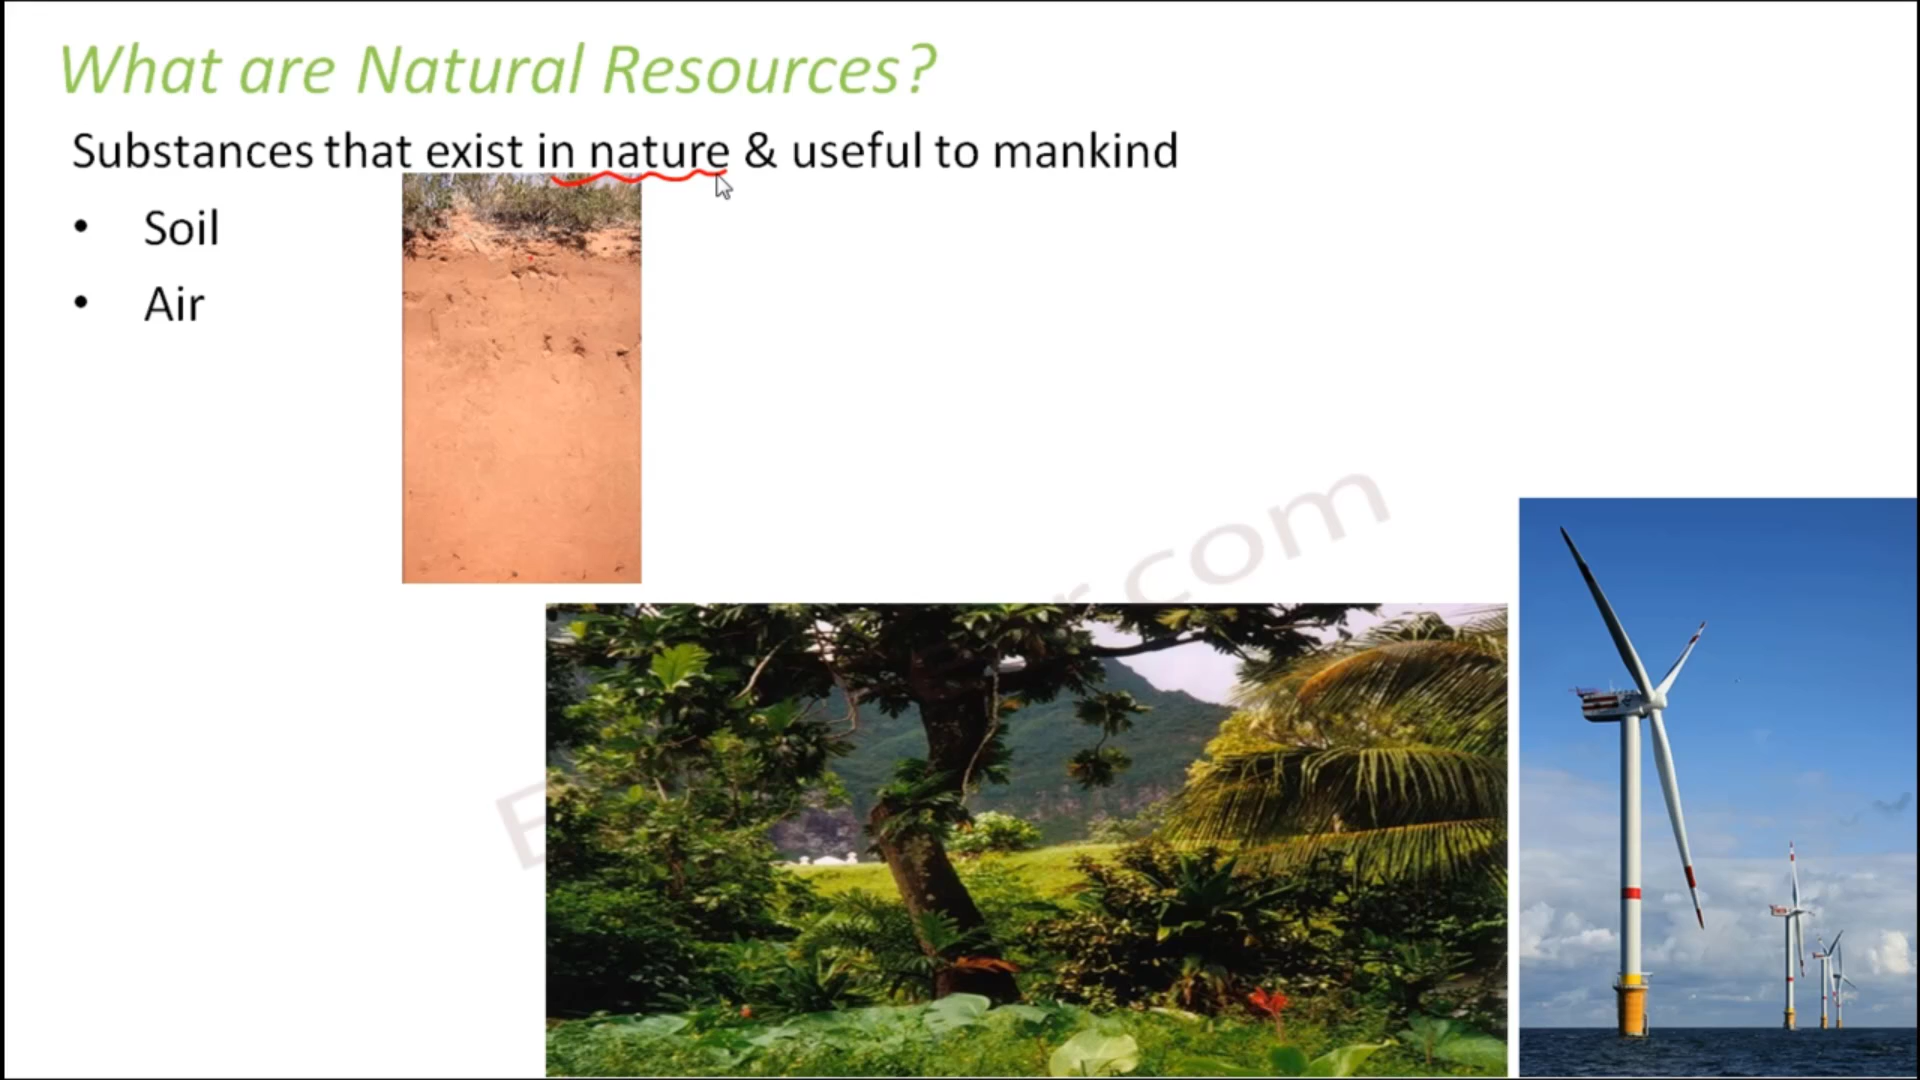 What are Natural Resources?
Substances that exist in nature & useful to mankind
• Soil
• Air